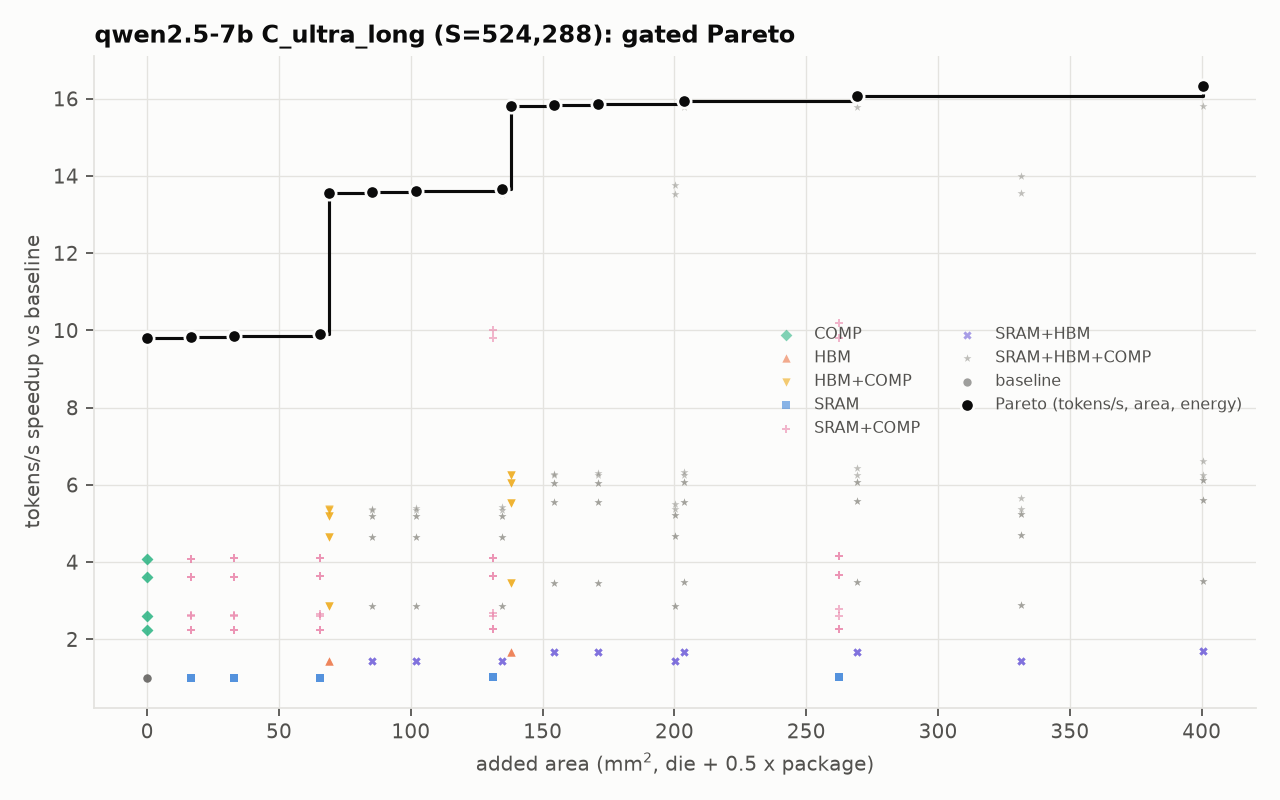 qwen2.5-7b C_ultra_long (S=524,288): gated Pareto
tokens/s speedup vs baseline
16
14
12
10
8
6
4
2
COMP
HBM
HBM+COMP
SRAM
SRAM+COMP
SRAM+HBM
SRAM+HBM+COMP
baseline
Pareto (tokens/s, area, energy)
0 50 100 150 200 250 300 350 400
added area (mm², die + 0.5 x package)